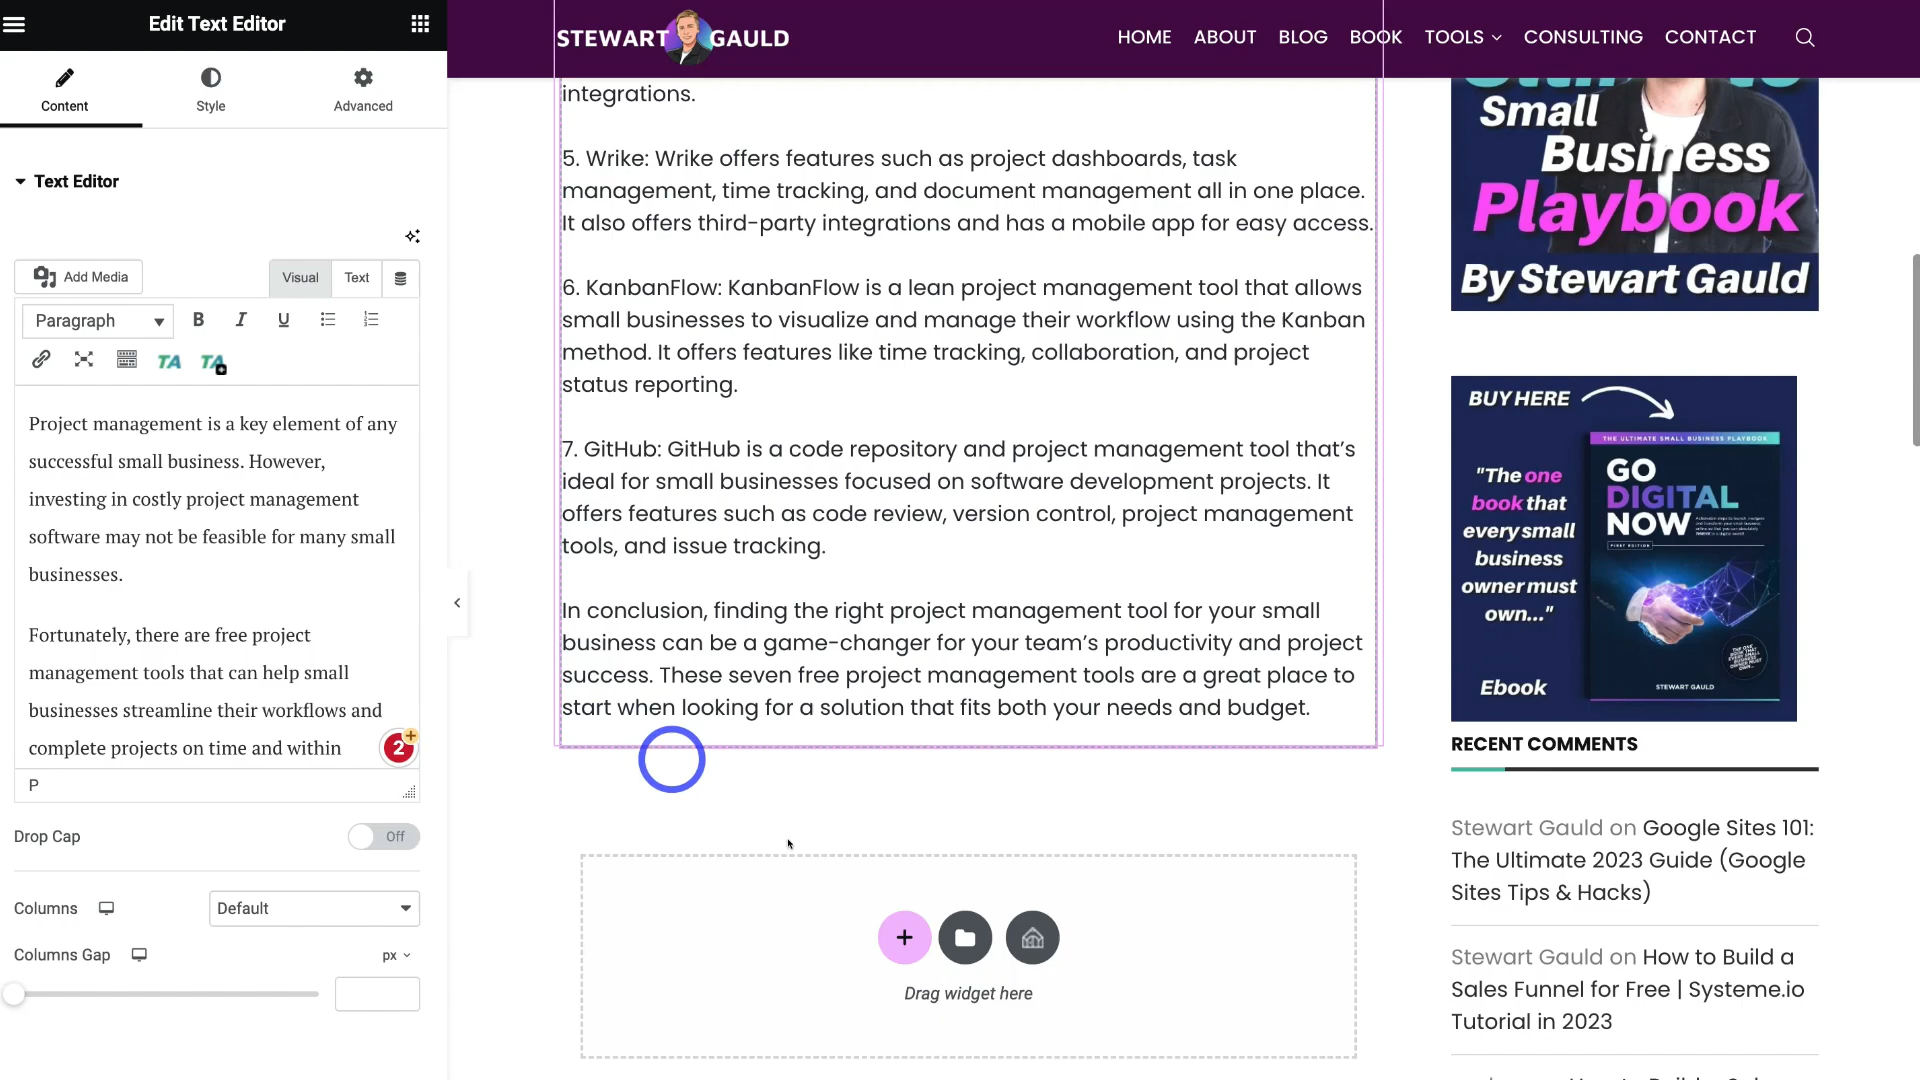 Edit Text Editor
Content
Style
Advanced
Text Editor
Add Media
Visual
Text
Paragraph
B
I
U
TA
TA
Project management is a key element of any
successful small business. However,
investing in costly project management
software may not be feasible for many small
businesses.
Fortunately, there are free project
management tools that can help small
businesses streamline their workflows and
complete projects on time and within
2
P
Drop Cap
Off
Columns
Default
Columns Gap
px
STEWART GAULD
HOME
ABOUT
BLOG
BOOK
TOOLS
CONSULTING
CONTACT
integrations.
5. Wrike: Wrike offers features such as project dashboards, task
management, time tracking, and document management all in one place.
It also offers third-party integrations and has a mobile app for easy access.
6. KanbanFlow: KanbanFlow is a lean project management tool that allows
small businesses to visualize and manage their workflow using the Kanban
method. It offers features like time tracking, collaboration, and project
status reporting.
7. GitHub: GitHub is a code repository and project management tool that’s
ideal for small businesses focused on software development projects. It
offers features such as code review, version control, project management
tools, and issue tracking.
In conclusion, finding the right project management tool for your small
business can be a game-changer for your team’s productivity and project
success. These seven free project management tools are a great place to
start when looking for a solution that fits both your needs and budget.
Drag widget here
Small
Business
Playbook
By Stewart Gauld
BUY HERE
"The one
book that
every small
business
owner must
own..."
Ebook
THE ULTIMATE SMALL BUSINESS PLAYBOOK
GO
DIGITAL
NOW
FIRST EDITION
STEWART GAULD
RECENT COMMENTS
Stewart Gauld on Google Sites 101:
The Ultimate 2023 Guide (Google
Sites Tips & Hacks)
Stewart Gauld on How to Build a
Sales Funnel for Free | Systeme.io
Tutorial in 2023